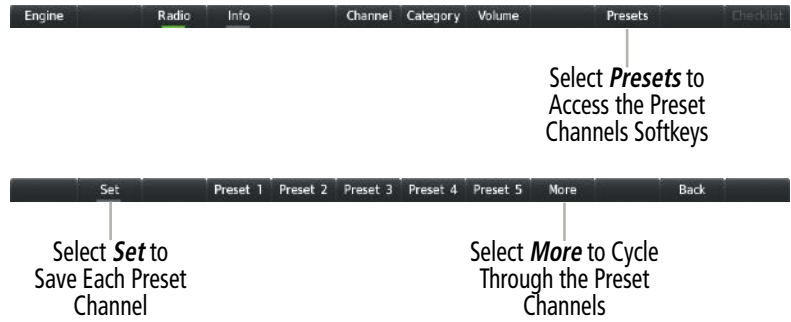 Engine Radio Info Channel Category Volume Presets Checklist
Select Presets to
Access the Preset
Channels Softkeys
Set Preset 1 Preset 2 Preset 3 Preset 4 Preset 5 More Back
Select Set to
Save Each Preset
Channel
Select More to Cycle
Through the Preset
Channels